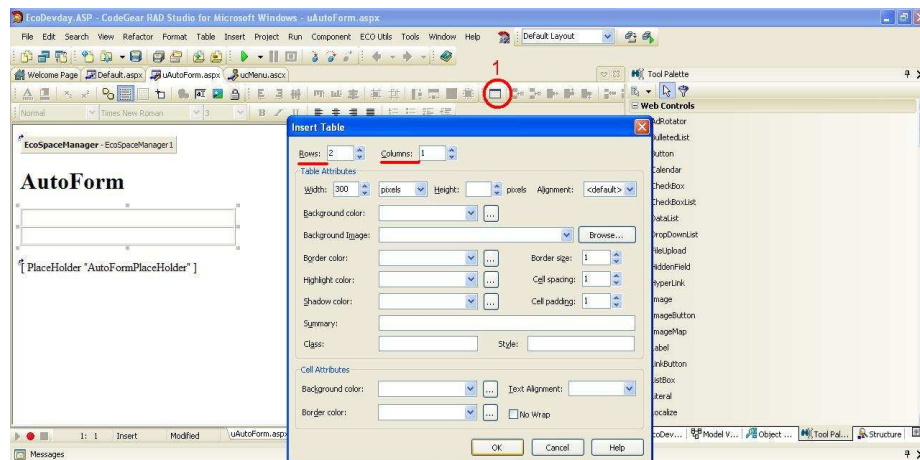 EcoDevday.ASP - CodeGear RAD Studio for Microsoft Windows - uAutoForm.aspx
File Edit Search View Refactor Format Table Insert Project Run Component ECO Utils Tools Window Help Default Layout
1
Welcome Page Default.aspx uAutoForm.aspx ucMenu.ascx
Tool Palette
Normal Times New Roman 3 B I U
Web Controls
AdRotator
BulletedList
Button
Calendar
CheckBox
CheckBoxList
DataList
DropDownList
FileUpload
HiddenField
HyperLink
Image
ImageButton
ImageMap
Label
LinkButton
ListBox
Literal
Localize
EcoSpaceManager - EcoSpaceManager1
AutoForm
[ PlaceHolder "AutoFormPlaceHolder" ]
Insert Table
Rows: 2 Columns: 1
Table Attributes
Width: 300 pixels Height: pixels Alignment: <default>
Background color: ...
Background Image: Browse...
Border color: ... Border size: 1
Highlight color: ... Cell spacing: 1
Shadow color: ... Cell padding: 1
Summary:
Class: Style:
Cell Attributes
Background color: ... Text Alignment:
Border color: ... No Wrap
OK Cancel Help
1: 1 Insert Modified uAutoForm.aspx
EcoDev... Model V... Object ... Tool Pal... Structure
Messages